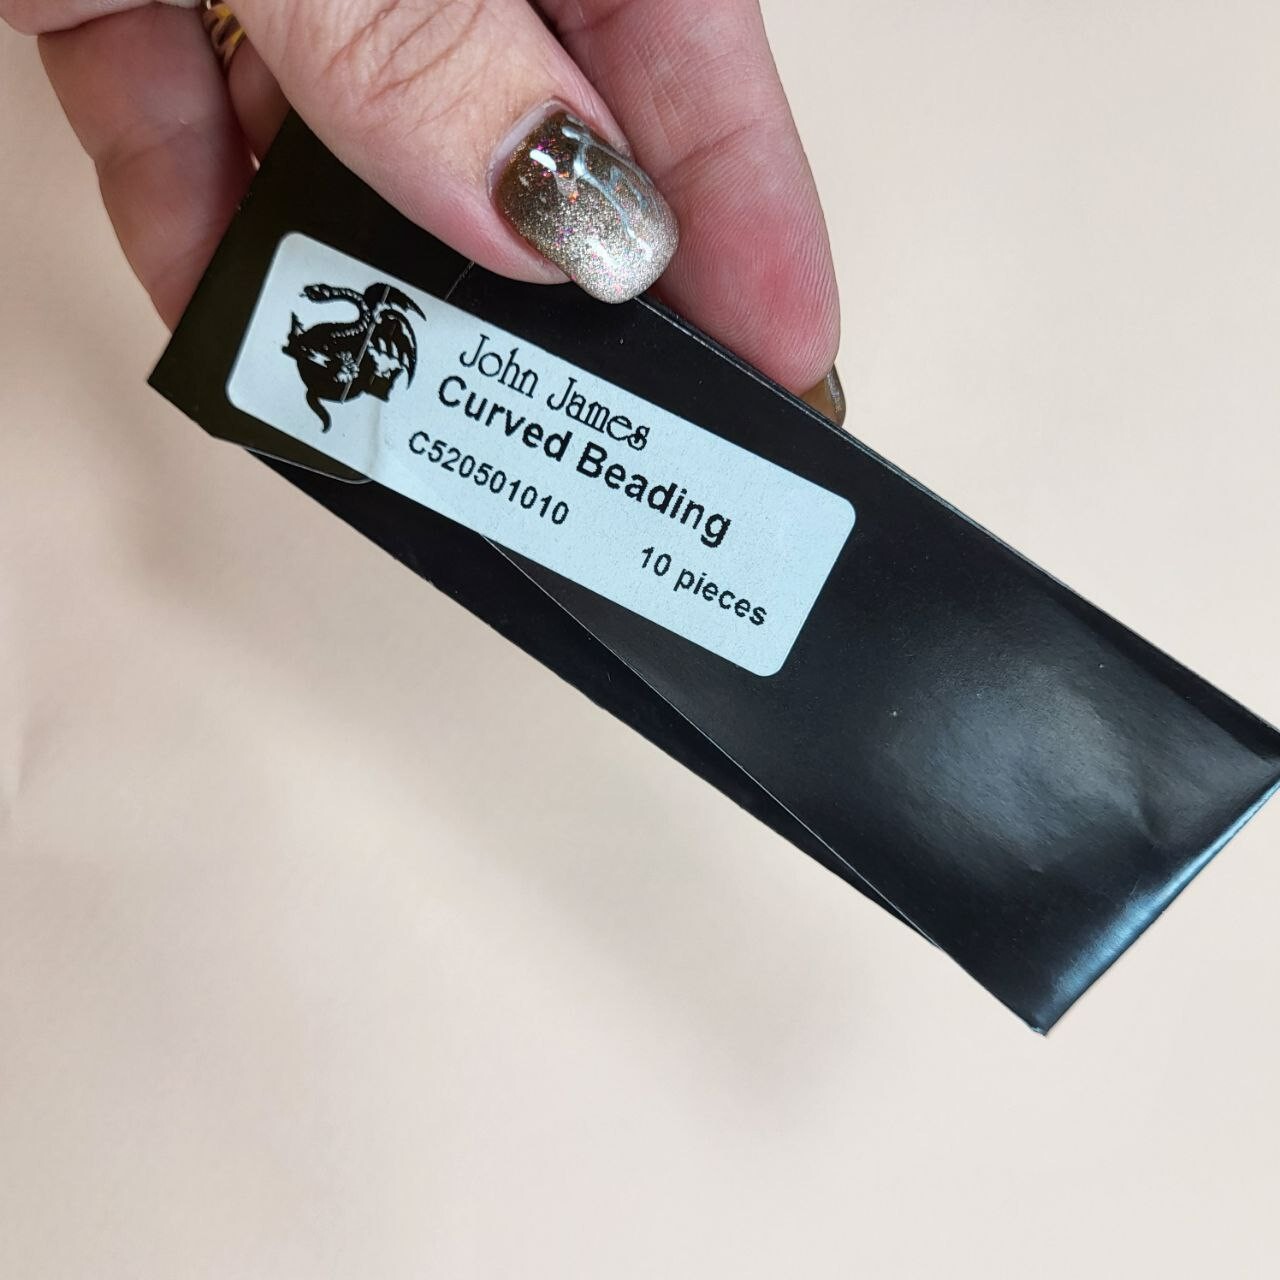 John James
Curved Beading
C520501010
10 pieces